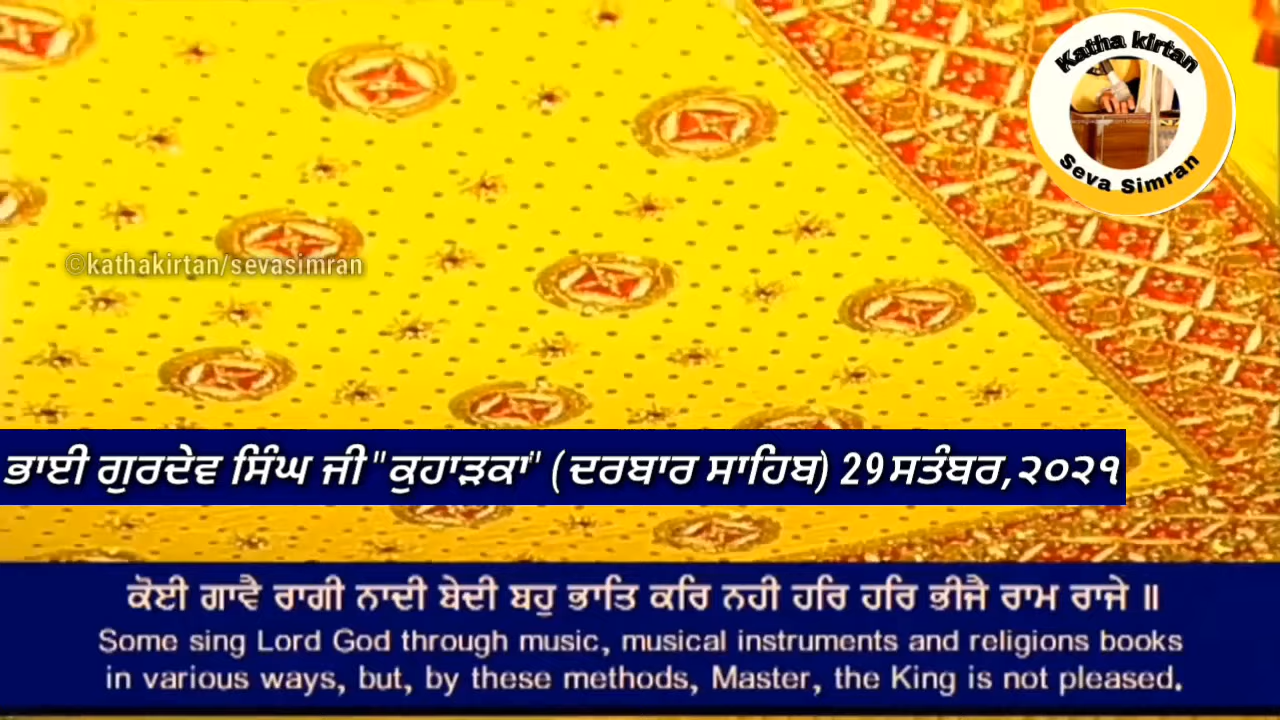 Katha kirtan
Seva Simran
©kathakirtan/sevasimran
ਭਾਈ ਗੁਰਦੇਵ ਸਿੰਘ ਜੀ "ਕੁਹਾੜਕਾ" (ਦਰਬਾਰ ਸਾਹਿਬ) 29 ਸਤੰਬਰ,੨੦੨੧
ਕੋਈ ਗਾਵੈ ਰਾਗੀ ਨਾਦੀ ਬੇਦੀ ਬਹੁ ਭਾਤਿ ਕਰਿ ਨਹੀ ਹਰਿ ਹਰਿ ਭੀਜੈ ਰਾਮ ਰਾਜੇ ॥
Some sing Lord God through music, musical instruments and religions books
in various ways, but, by these methods, Master, the King is not pleased.